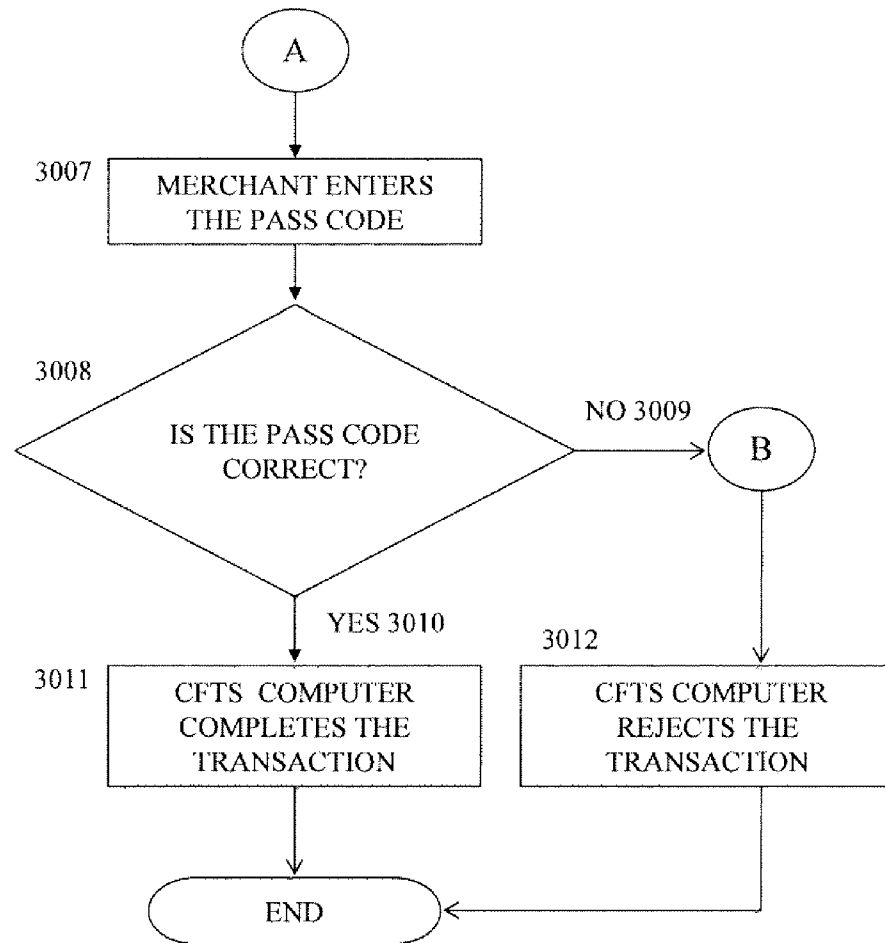 A
3007
MERCHANT ENTERS
THE PASS CODE
3008
IS THE PASS CODE
CORRECT?
NO 3009
B
YES 3010
3011
CFTS COMPUTER
COMPLETES THE
TRANSACTION
3012
CFTS COMPUTER
REJECTS THE
TRANSACTION
END